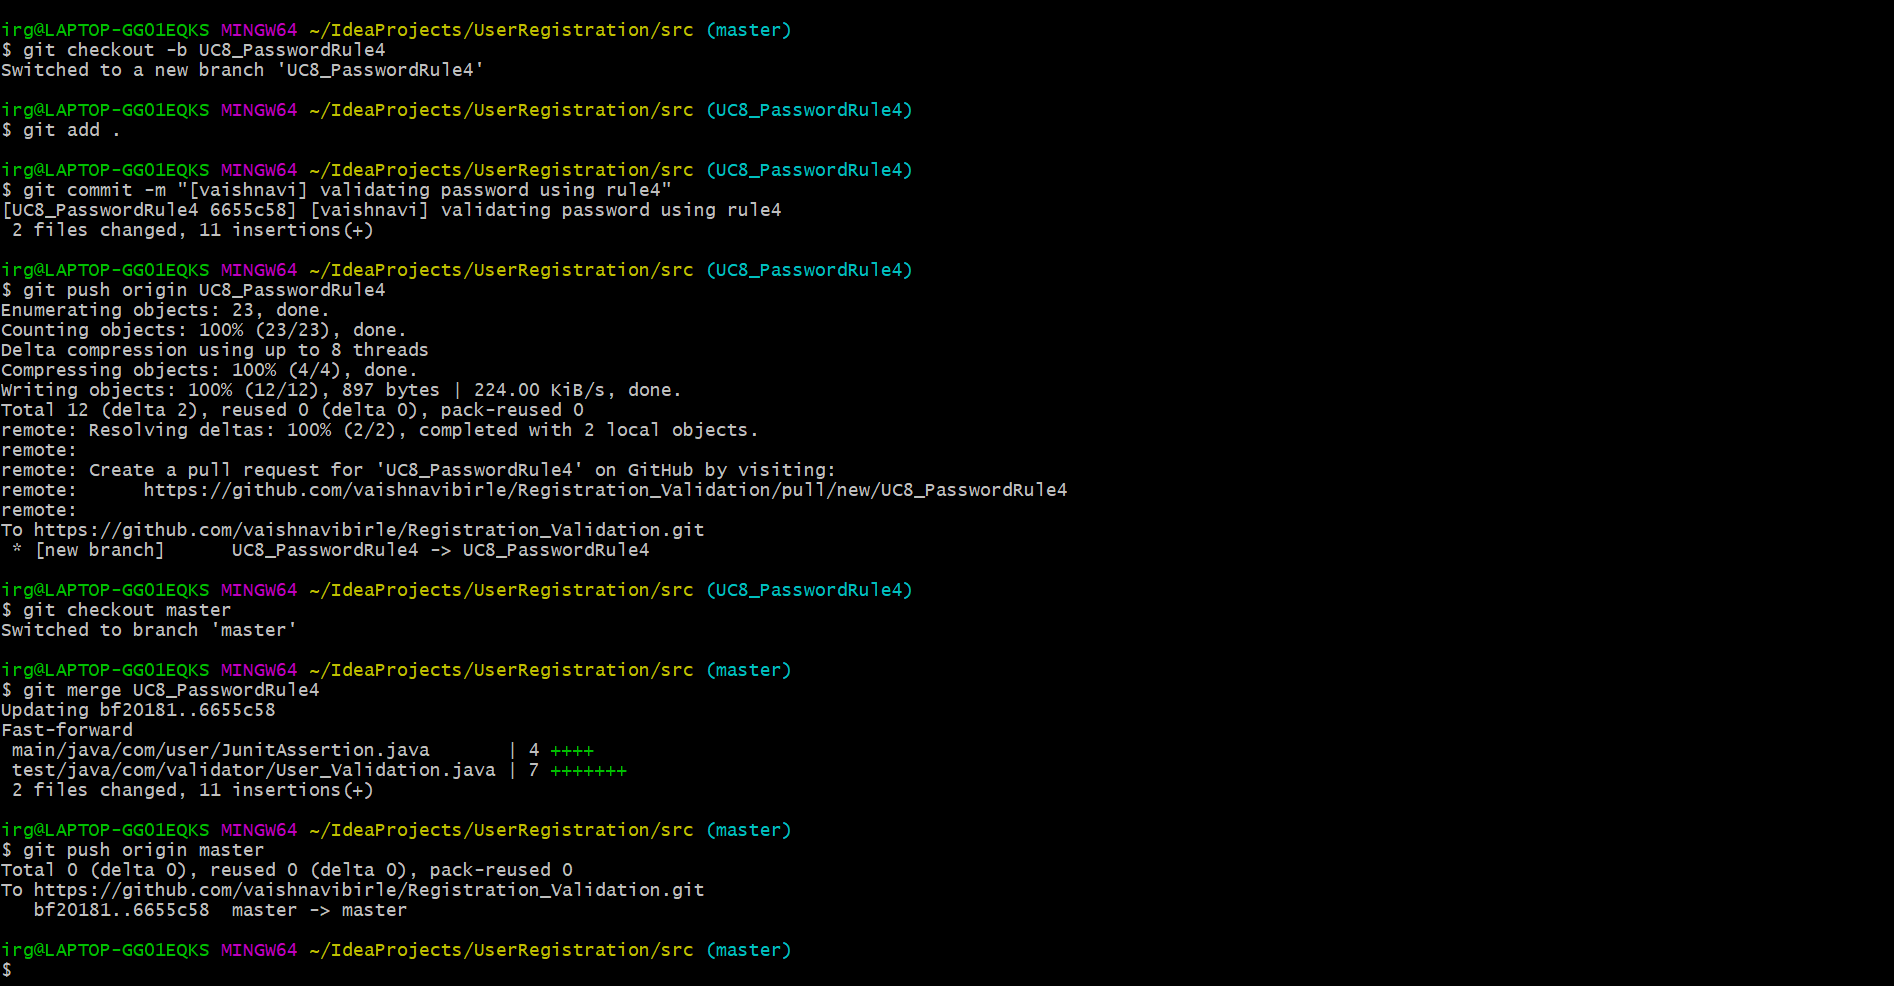 irg@LAPTOP-GG01EQKS MINGW64 ~/IdeaProjects/UserRegistration/src (master)
$ git checkout -b UC8_PasswordRule4
Switched to a new branch 'UC8_PasswordRule4'
irg@LAPTOP-GG01EQKS MINGW64 ~/IdeaProjects/UserRegistration/src (UC8_PasswordRule4)
$ git add .
irg@LAPTOP-GG01EQKS MINGW64 ~/IdeaProjects/UserRegistration/src (UC8_PasswordRule4)
$ git commit -m "[vaishnavi] validating password using rule4"
[UC8_PasswordRule4 6655c58] [vaishnavi] validating password using rule4
 2 files changed, 11 insertions(+)
irg@LAPTOP-GG01EQKS MINGW64 ~/IdeaProjects/UserRegistration/src (UC8_PasswordRule4)
$ git push origin UC8_PasswordRule4
Enumerating objects: 23, done.
Counting objects: 100% (23/23), done.
Delta compression using up to 8 threads
Compressing objects: 100% (4/4), done.
Writing objects: 100% (12/12), 897 bytes | 224.00 KiB/s, done.
Total 12 (delta 2), reused 0 (delta 0), pack-reused 0
remote: Resolving deltas: 100% (2/2), completed with 2 local objects.
remote:
remote: Create a pull request for 'UC8_PasswordRule4' on GitHub by visiting:
remote:      https://github.com/vaishnavibirle/Registration_Validation/pull/new/UC8_PasswordRule4
remote:
To https://github.com/vaishnavibirle/Registration_Validation.git
 * [new branch]      UC8_PasswordRule4 -> UC8_PasswordRule4
irg@LAPTOP-GG01EQKS MINGW64 ~/IdeaProjects/UserRegistration/src (UC8_PasswordRule4)
$ git checkout master
Switched to branch 'master'
irg@LAPTOP-GG01EQKS MINGW64 ~/IdeaProjects/UserRegistration/src (master)
$ git merge UC8_PasswordRule4
Updating bf20181..6655c58
Fast-forward
 main/java/com/user/JunitAssertion.java       | 4 ++++
 test/java/com/validator/User_Validation.java | 7 +++++++
 2 files changed, 11 insertions(+)
irg@LAPTOP-GG01EQKS MINGW64 ~/IdeaProjects/UserRegistration/src (master)
$ git push origin master
Total 0 (delta 0), reused 0 (delta 0), pack-reused 0
To https://github.com/vaishnavibirle/Registration_Validation.git
   bf20181..6655c58  master -> master
irg@LAPTOP-GG01EQKS MINGW64 ~/IdeaProjects/UserRegistration/src (master)
$